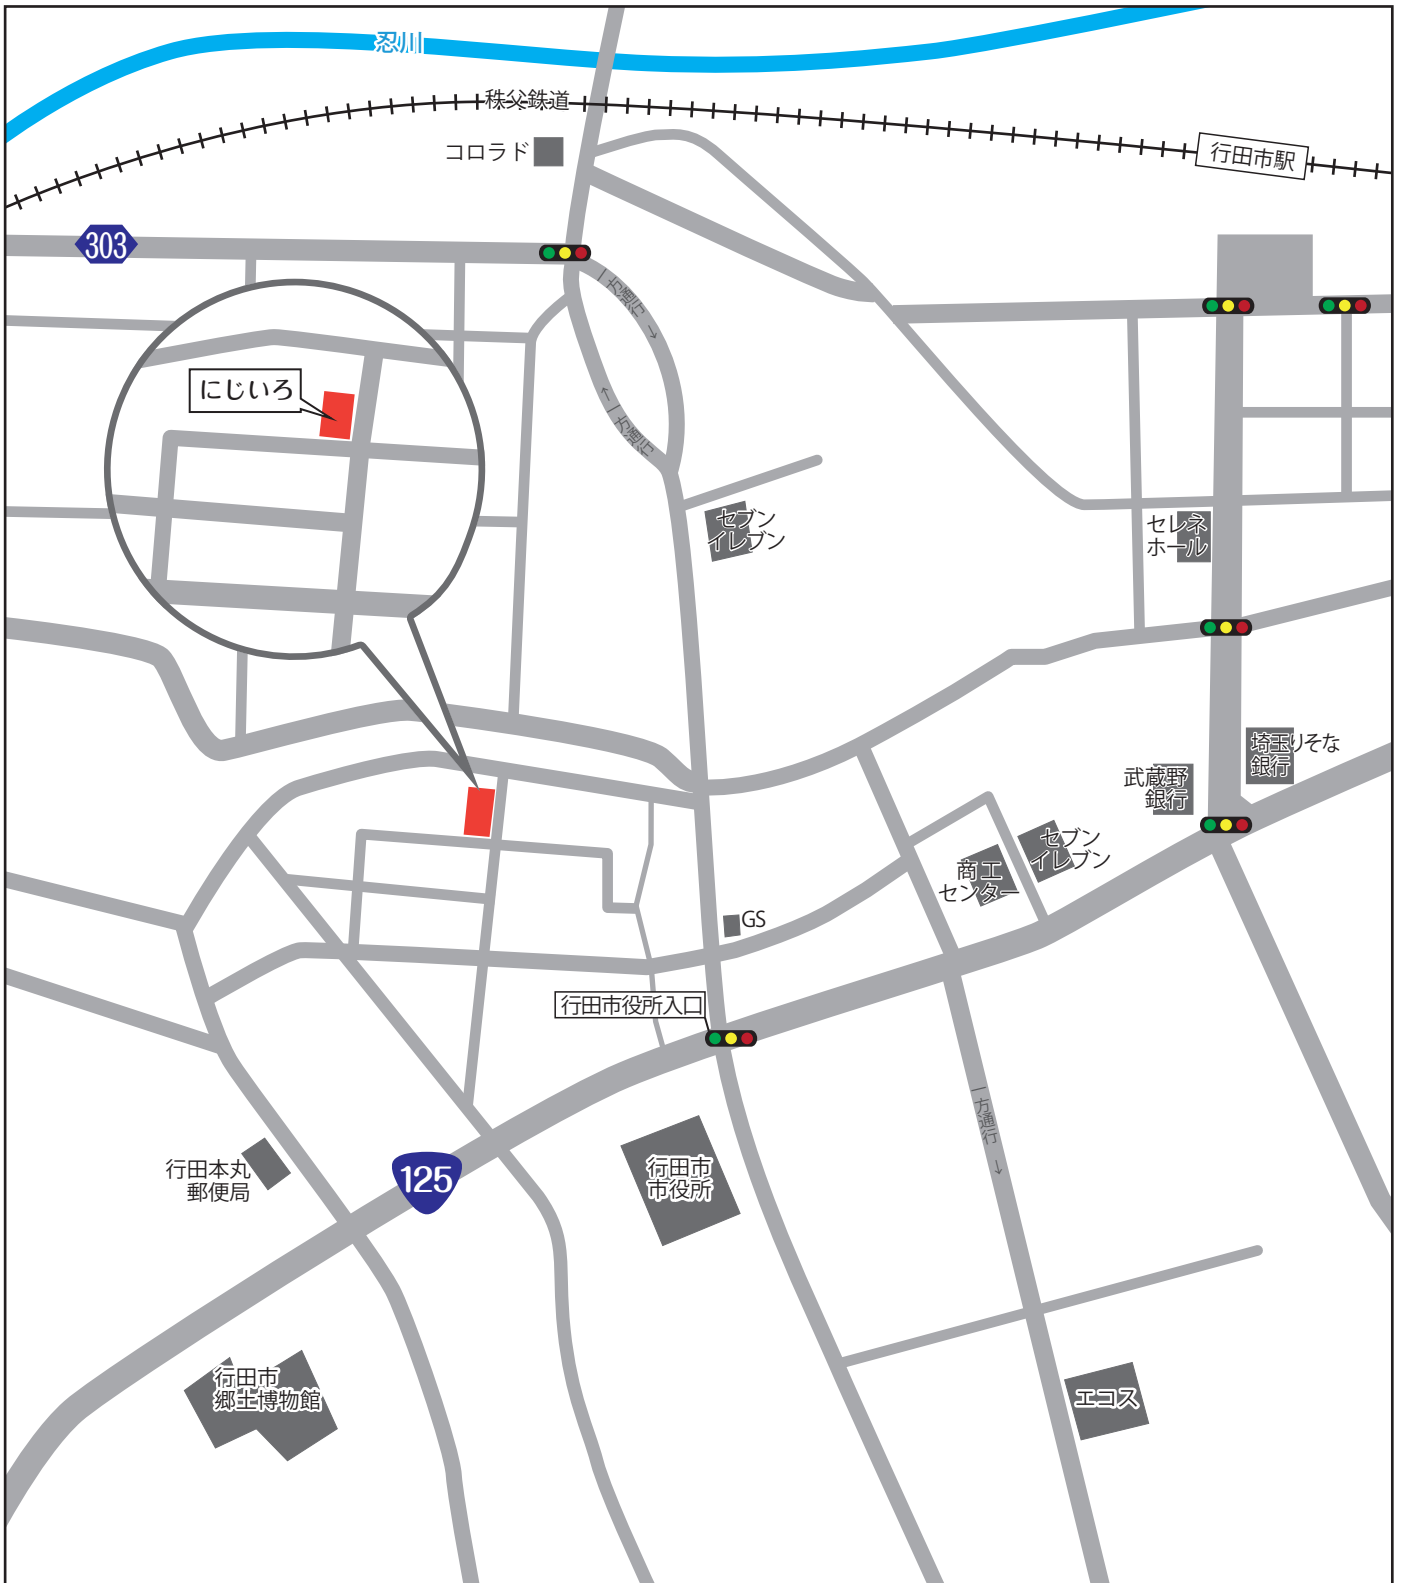 忍川
秩父鉄道
コロラド
行田市駅
303
一方通行→
にじいろ
←一方通行
セブン
イレブン
セレネ
ホール
埼玉りそな
銀行
武蔵野
銀行
セブン
イレブン
商工
センター
GS
行田市役所入口
一方通行→
行田本丸
郵便局
125
行田市
市役所
行田市
郷土博物館
エコス